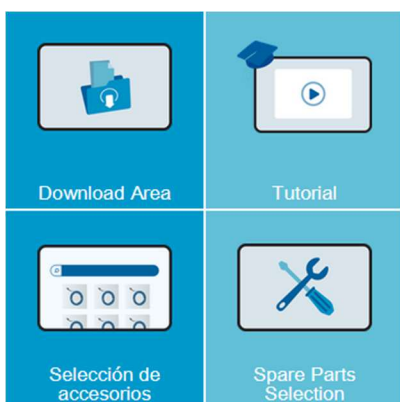 Download Area
Tutorial
Selección de
accesorios
Spare Parts
Selection